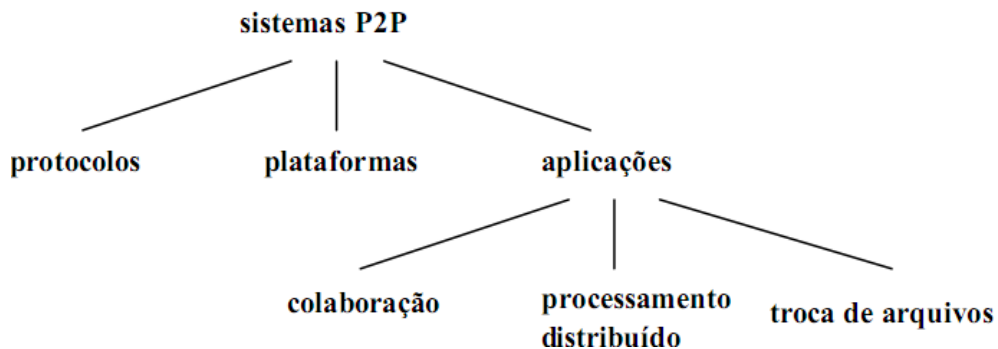 sistemas P2P
protocolos
plataformas
aplicações
colaboração
processamento
distribuído
troca de arquivos